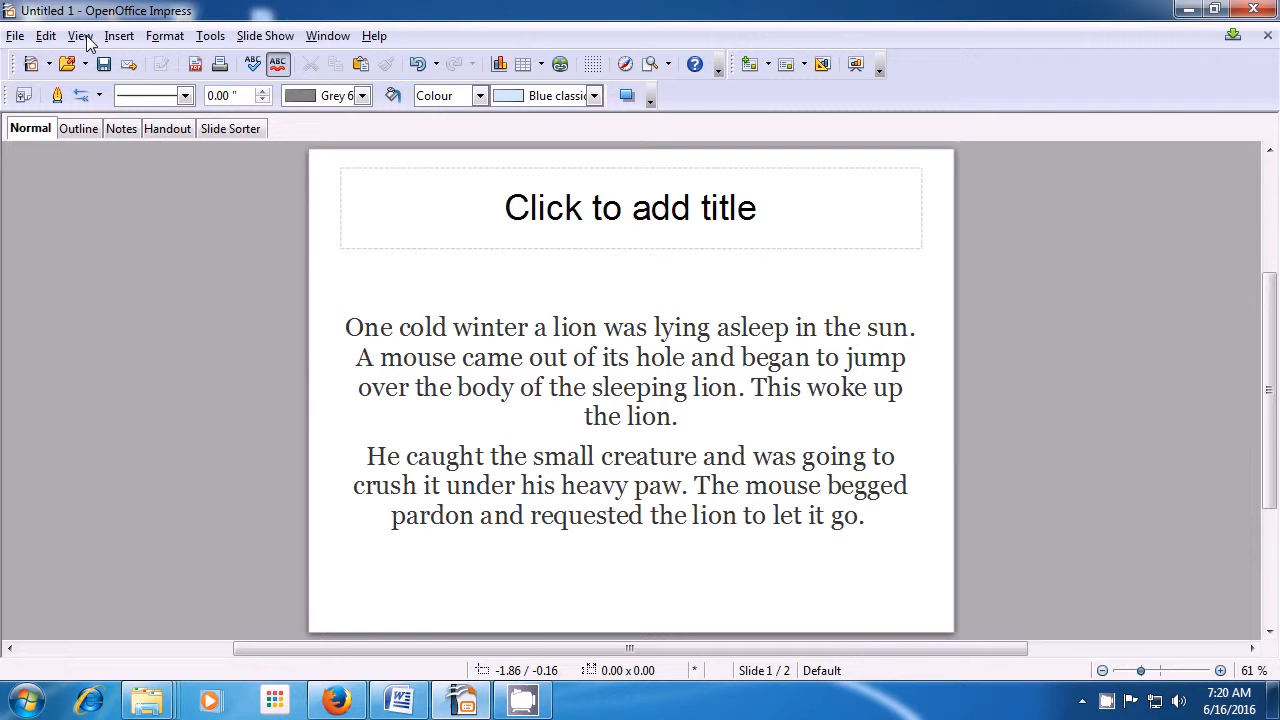 Untitled 1 - OpenOffice Impress
File Edit View Insert Format Tools Slide Show Window Help
ABC ABC
0.00 " Grey 6 Colour Blue classic
Normal Outline Notes Handout Slide Sorter
Click to add title
One cold winter a lion was lying asleep in the sun.
A mouse came out of its hole and began to jump
over the body of the sleeping lion. This woke up
the lion.
He caught the small creature and was going to
crush it under his heavy paw. The mouse begged
pardon and requested the lion to let it go.
-1.86 / -0.16 0.00 x 0.00 * Slide 1 / 2 Default 61 %
7:20 AM
6/16/2016